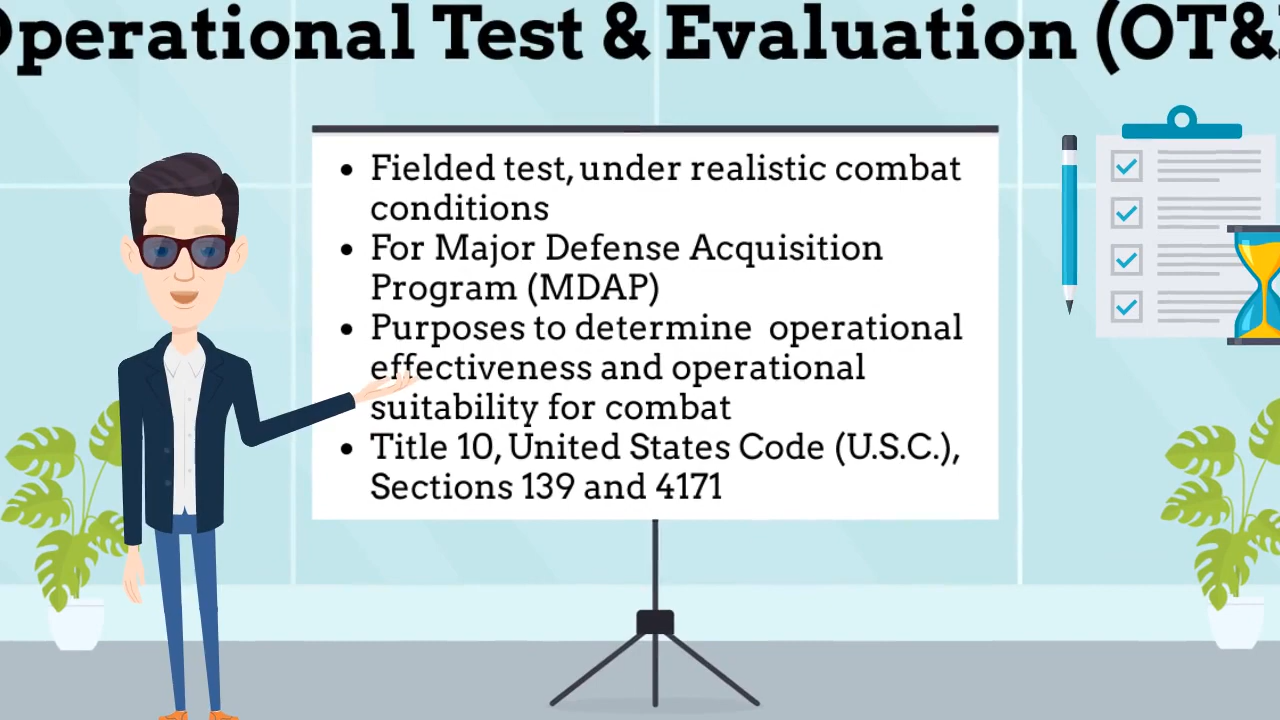 Operational Test & Evaluation (OT&E
• Fielded test, under realistic combat
conditions
• For Major Defense Acquisition
Program (MDAP)
• Purposes to determine operational
effectiveness and operational
suitability for combat
• Title 10, United States Code (U.S.C.),
Sections 139 and 4171